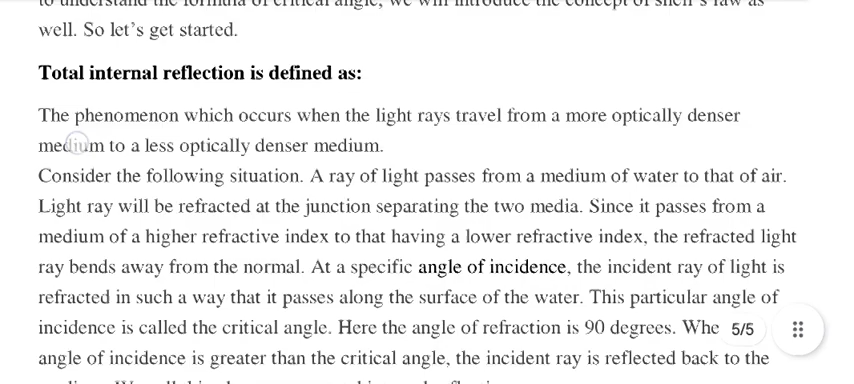 well. So let’s get started.
Total internal reflection is defined as:
The phenomenon which occurs when the light rays travel from a more optically denser
medium to a less optically denser medium.
Consider the following situation. A ray of light passes from a medium of water to that of air.
Light ray will be refracted at the junction separating the two media. Since it passes from a
medium of a higher refractive index to that having a lower refractive index, the refracted light
ray bends away from the normal. At a specific angle of incidence, the incident ray of light is
refracted in such a way that it passes along the surface of the water. This particular angle of
incidence is called the critical angle. Here the angle of refraction is 90 degrees. Whe 5/5
angle of incidence is greater than the critical angle, the incident ray is reflected back to the